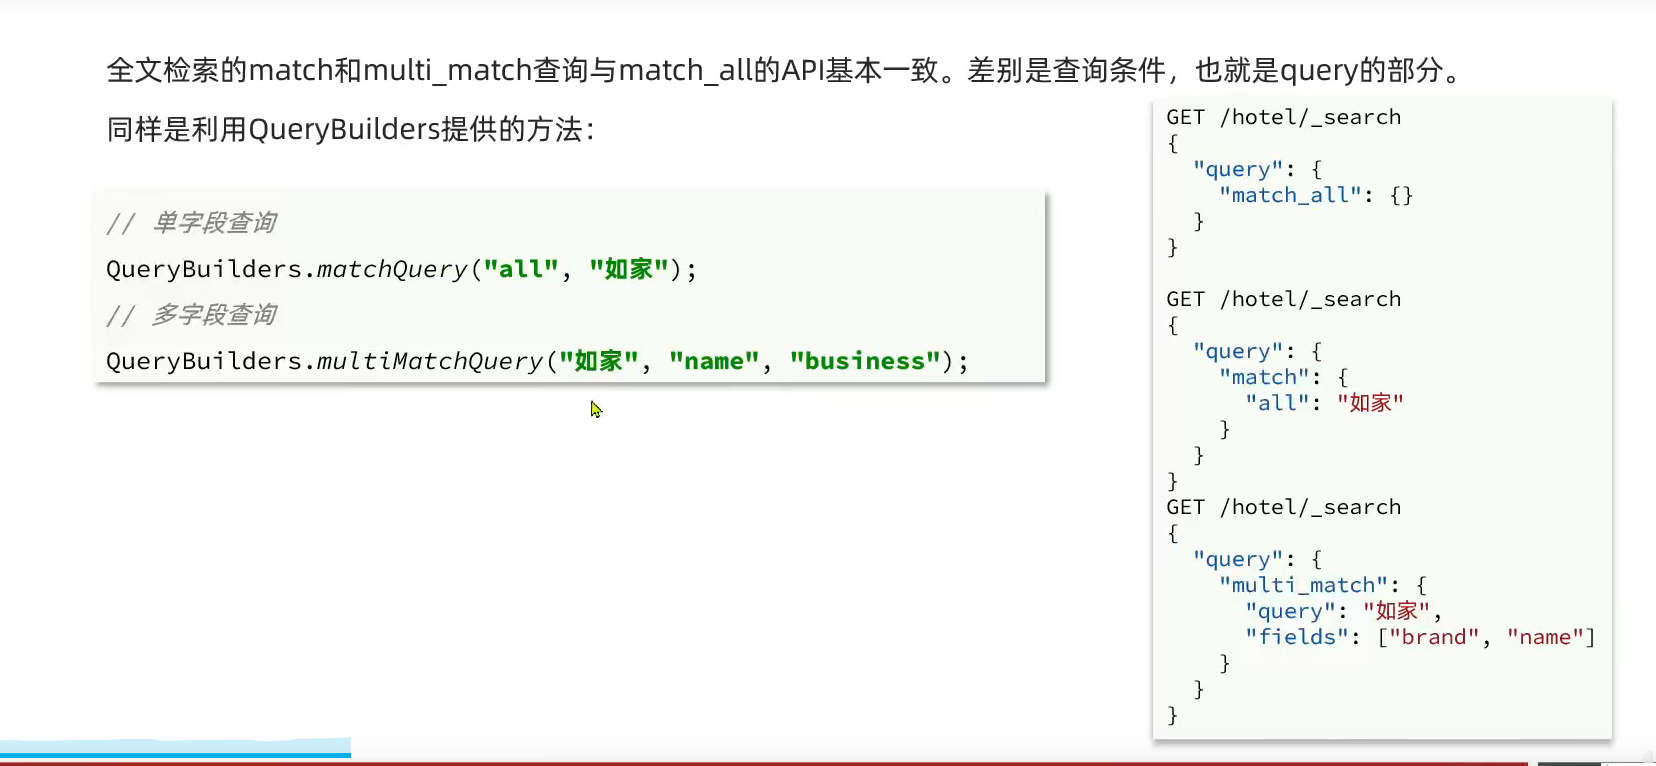 全文检索的match和multi_match查询与match_all的API基本一致。差别是查询条件，也就是query的部分。
同样是利用QueryBuilders提供的方法：
// 单字段查询
QueryBuilders.matchQuery("all", "如家");
// 多字段查询
QueryBuilders.multiMatchQuery("如家", "name", "business");
GET /hotel/_search
{
  "query": {
    "match_all": {}
  }
}
GET /hotel/_search
{
  "query": {
    "match": {
      "all": "如家"
    }
  }
}
GET /hotel/_search
{
  "query": {
    "multi_match": {
      "query": "如家",
      "fields": ["brand", "name"]
    }
  }
}